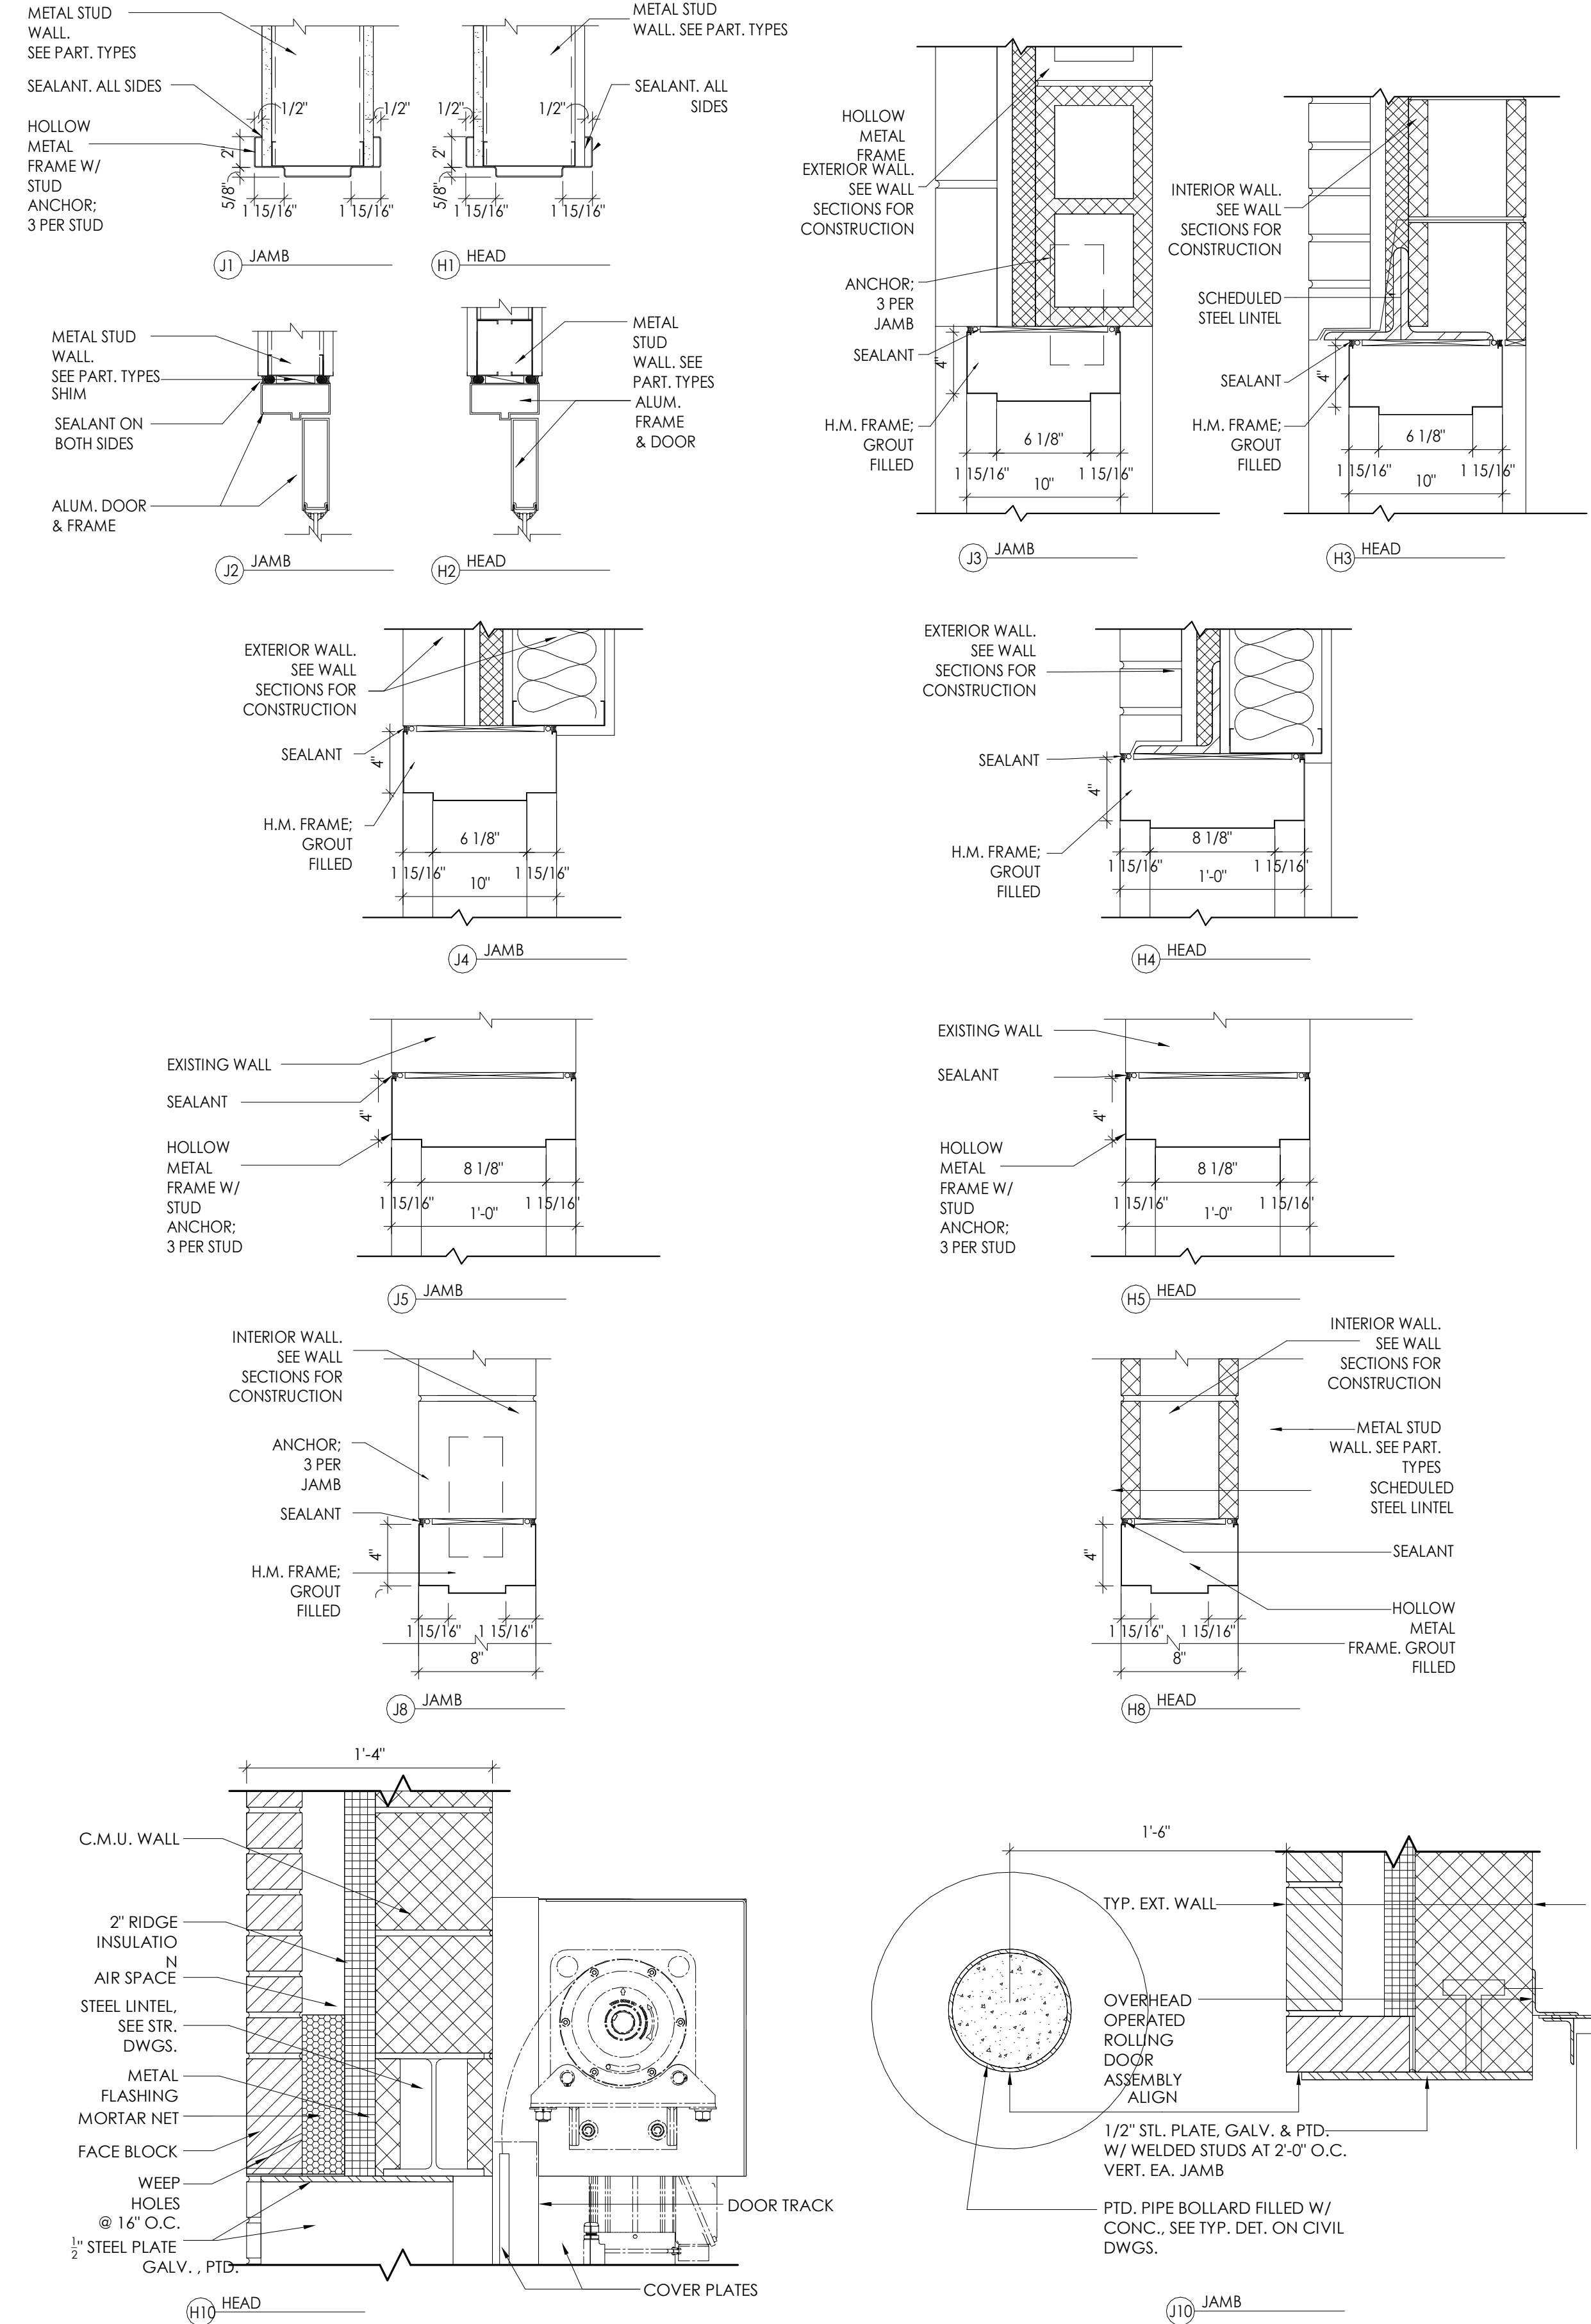 METAL STUD
WALL.
SEE PART. TYPES
SEALANT. ALL SIDES
HOLLOW
METAL
FRAME W/
STUD
ANCHOR;
3 PER STUD
1/2"
1/2"
2"
5/8"
1 15/16"
1 15/16"
J1
JAMB
METAL STUD
WALL. SEE PART. TYPES
SEALANT. ALL
SIDES
1/2"
1/2"
2"
5/8"
1 15/16"
1 15/16"
H1
HEAD
METAL STUD
WALL.
SEE PART. TYPES
SHIM
SEALANT ON
BOTH SIDES
ALUM. DOOR
& FRAME
J2
JAMB
METAL
STUD
WALL. SEE
PART. TYPES
ALUM.
FRAME
& DOOR
H2
HEAD
HOLLOW
METAL
FRAME
EXTERIOR WALL.
SEE WALL
SECTIONS FOR
CONSTRUCTION
ANCHOR;
3 PER
JAMB
SEALANT
4"
H.M. FRAME;
GROUT
FILLED
6 1/8"
1 15/16"
1 15/16"
10"
J3
JAMB
INTERIOR WALL.
SEE WALL
SECTIONS FOR
CONSTRUCTION
SCHEDULED
STEEL LINTEL
SEALANT
4"
H.M. FRAME;
GROUT
FILLED
6 1/8"
1 15/16"
1 15/16"
10"
H3
HEAD
EXTERIOR WALL.
SEE WALL
SECTIONS FOR
CONSTRUCTION
SEALANT
4"
H.M. FRAME;
GROUT
FILLED
6 1/8"
1 15/16"
1 15/16"
10"
J4
JAMB
EXTERIOR WALL.
SEE WALL
SECTIONS FOR
CONSTRUCTION
SEALANT
4"
H.M. FRAME;
GROUT
FILLED
8 1/8"
1 15/16"
1 15/16"
1'-0"
H4
HEAD
EXISTING WALL
SEALANT
4"
HOLLOW
METAL
FRAME W/
STUD
ANCHOR;
3 PER STUD
8 1/8"
1 15/16"
1 15/16"
1'-0"
J5
JAMB
EXISTING WALL
SEALANT
4"
HOLLOW
METAL
FRAME W/
STUD
ANCHOR;
3 PER STUD
8 1/8"
1 15/16"
1 15/16"
1'-0"
H5
HEAD
INTERIOR WALL.
SEE WALL
SECTIONS FOR
CONSTRUCTION
ANCHOR;
3 PER
JAMB
SEALANT
4"
H.M. FRAME;
GROUT
FILLED
1 15/16"
1 15/16"
8"
J8
JAMB
INTERIOR WALL.
SEE WALL
SECTIONS FOR
CONSTRUCTION
METAL STUD
WALL. SEE PART.
TYPES
SCHEDULED
STEEL LINTEL
SEALANT
4"
HOLLOW
METAL
FRAME. GROUT
FILLED
1 15/16"
1 15/16"
8"
H8
HEAD
1'-4"
C.M.U. WALL
2" RIDGE
INSULATIO
N
AIR SPACE
STEEL LINTEL,
SEE STR.
DWGS.
METAL
FLASHING
MORTAR NET
FACE BLOCK
WEEP
HOLES
@ 16" O.C.
1/2" STEEL PLATE
GALV. , PTD.
DOOR TRACK
COVER PLATES
H10
HEAD
1'-6"
TYP. EXT. WALL
OVERHEAD
OPERATED
ROLLING
DOOR
ASSEMBLY
ALIGN
1/2" STL. PLATE, GALV. & PTD.
W/ WELDED STUDS AT 2'-0" O.C.
VERT. EA. JAMB
PTD. PIPE BOLLARD FILLED W/
CONC., SEE TYP. DET. ON CIVIL
DWGS.
J10
JAMB